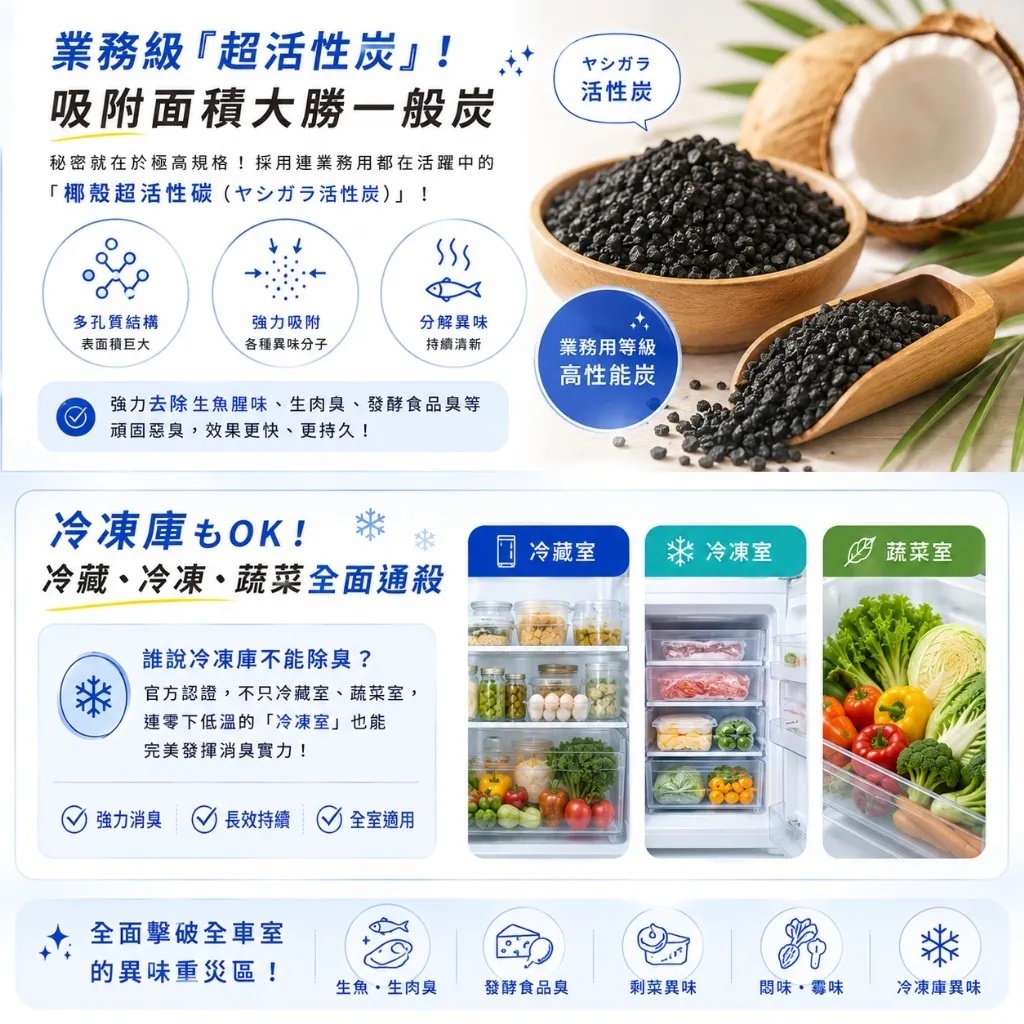 業務級『超活性炭』！
吸附面積大勝一般炭
秘密就在於極高規格！採用連業務用都在活躍中的
「椰殼超活性碳（ヤシガラ活性炭）」！
ヤシガラ
活性炭
多孔質結構
表面積巨大
強力吸附
各種異味分子
分解異味
持續清新
業務用等級
高性能炭
強力去除生魚腥味、生肉臭、發酵食品臭等
頑固惡臭，效果更快、更持久！
冷凍庫もOK！
冷藏、冷凍、蔬菜全面通殺
誰說冷凍庫不能除臭？
官方認證，不只冷藏室、蔬菜室，
連零下低溫的「冷凍室」也能
完美發揮消臭實力！
強力消臭
長效持續
全室適用
冷藏室
冷凍室
蔬菜室
全面擊破全車室
的異味重災區！
生魚・生肉臭
發酵食品臭
剩菜異味
悶味・霉味
冷凍庫異味